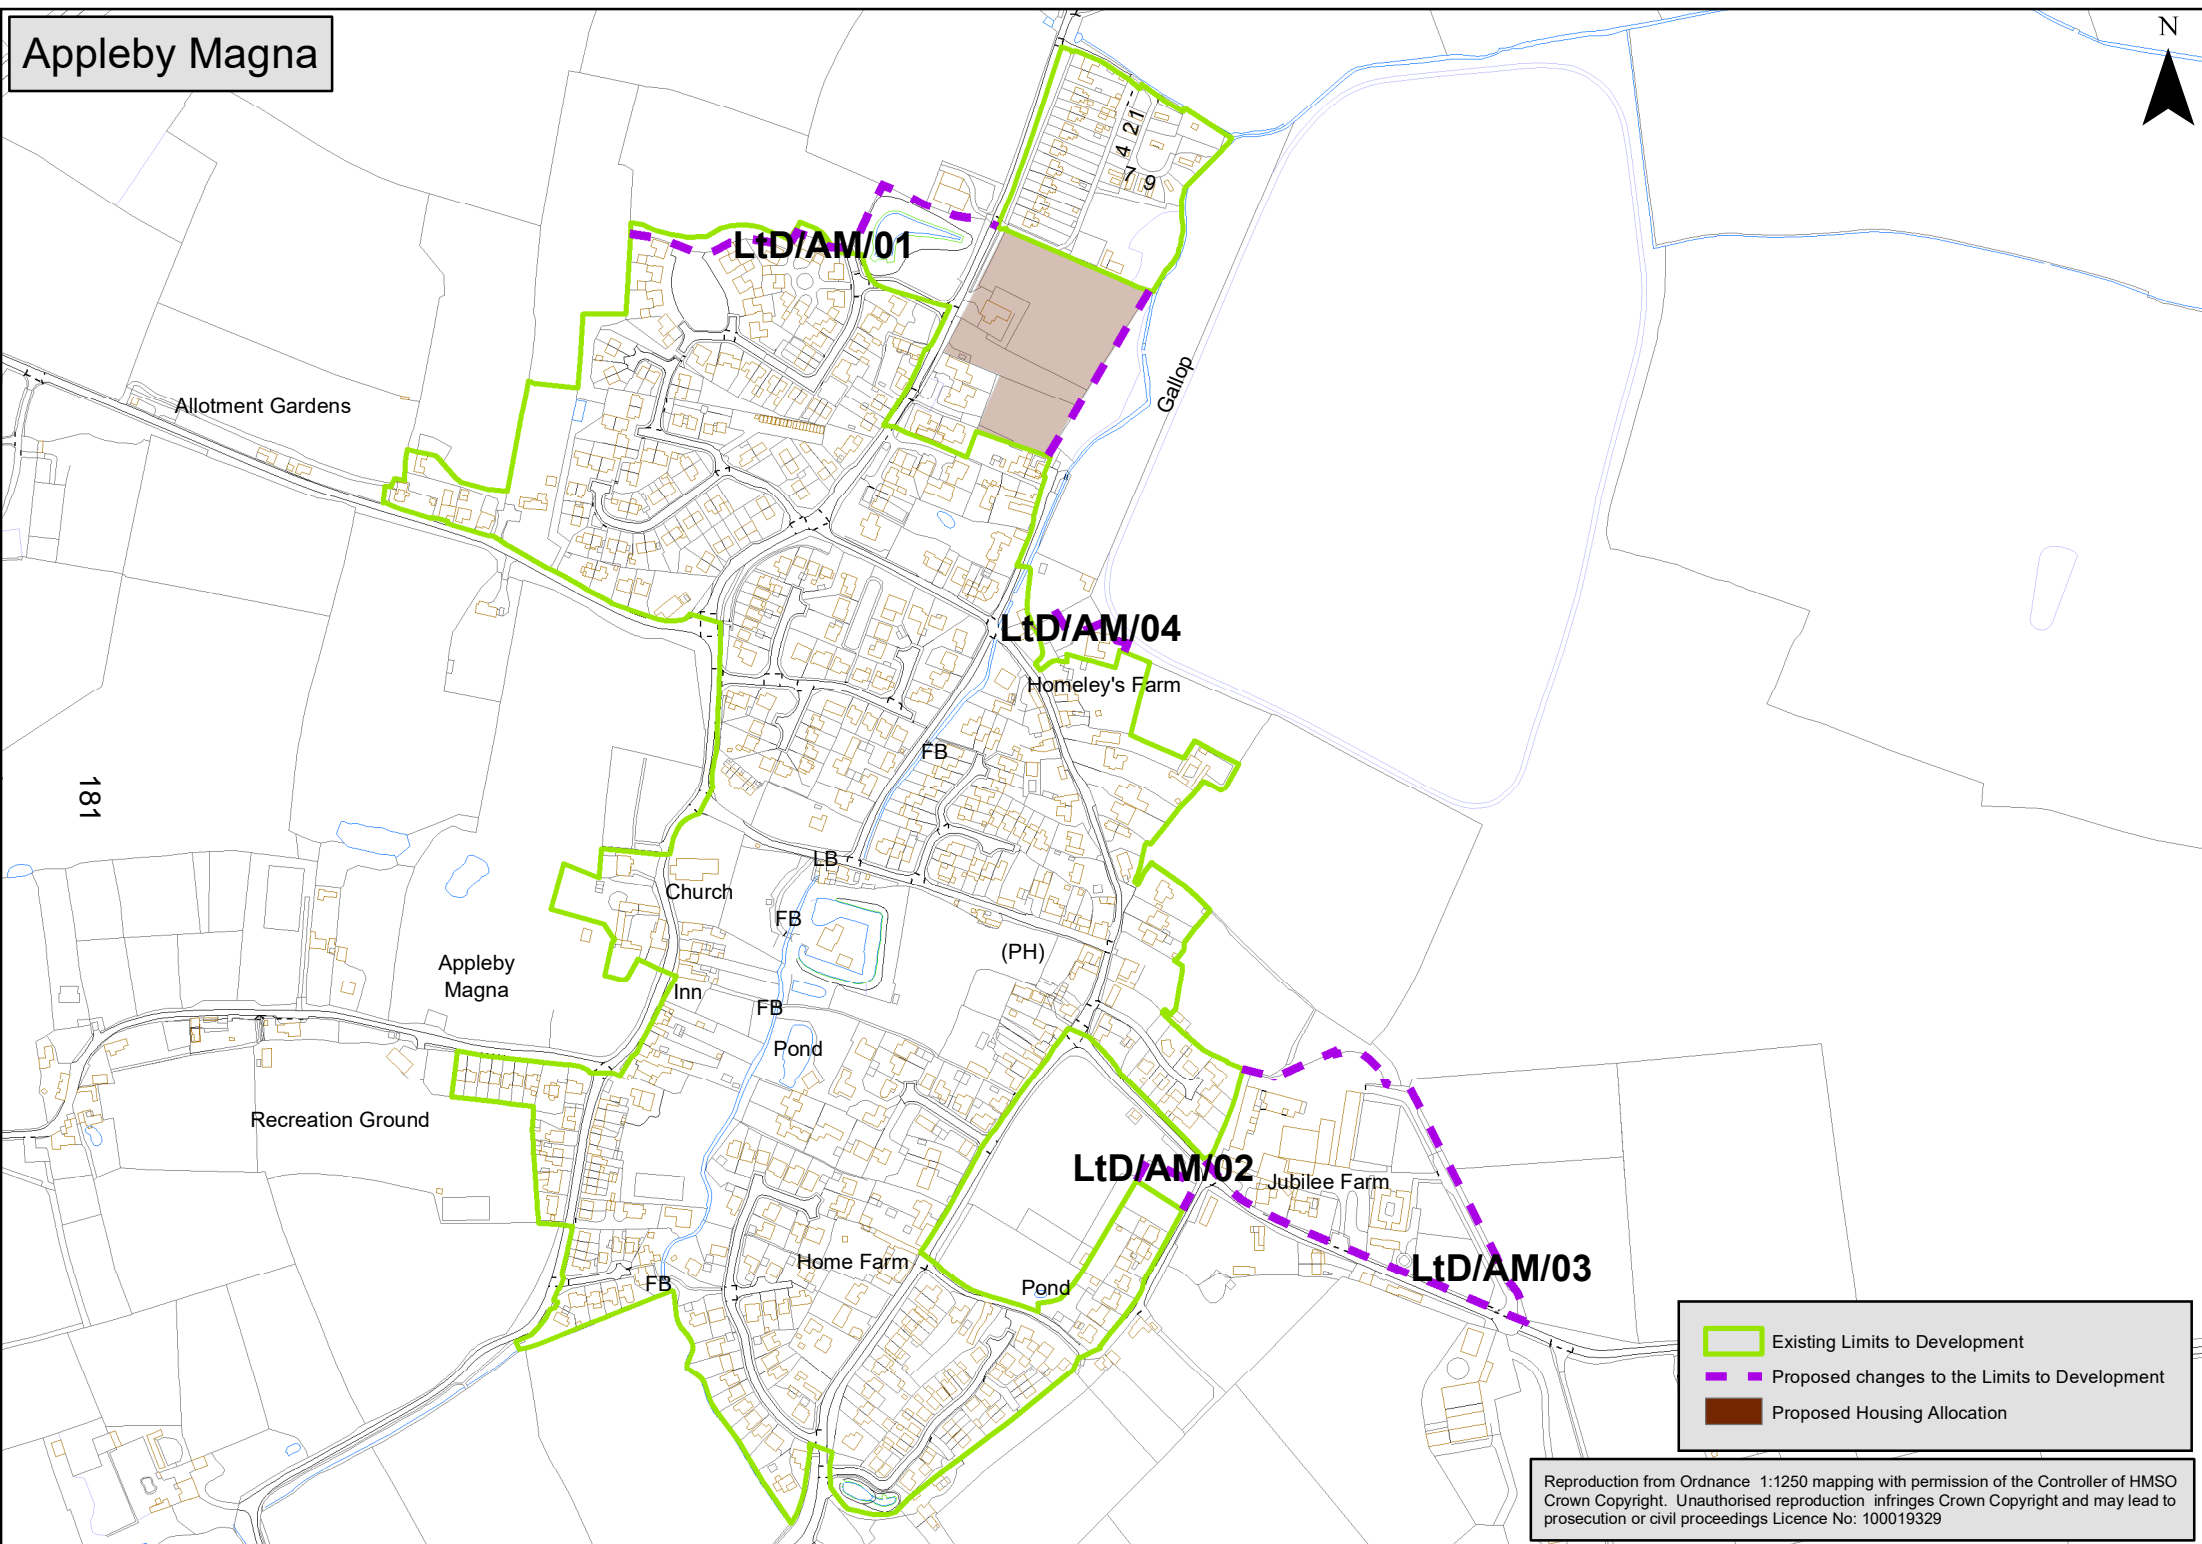 Appleby Magna
N
21
4
7
9
LtD/AM/01
Gallop
Allotment Gardens
LtD/AM/04
Homeley's Farm
FB
181
LB
Church
FB
(PH)
Appleby
Magna
Inn
FB
Pond
Recreation Ground
LtD/AM/02
Jubilee Farm
Home Farm
LtD/AM/03
FB
Pond
Existing Limits to Development
Proposed changes to the Limits to Development
Proposed Housing Allocation
Reproduction from Ordnance 1:1250 mapping with permission of the Controller of HMSO
Crown Copyright. Unauthorised reproduction infringes Crown Copyright and may lead to
prosecution or civil proceedings Licence No: 100019329